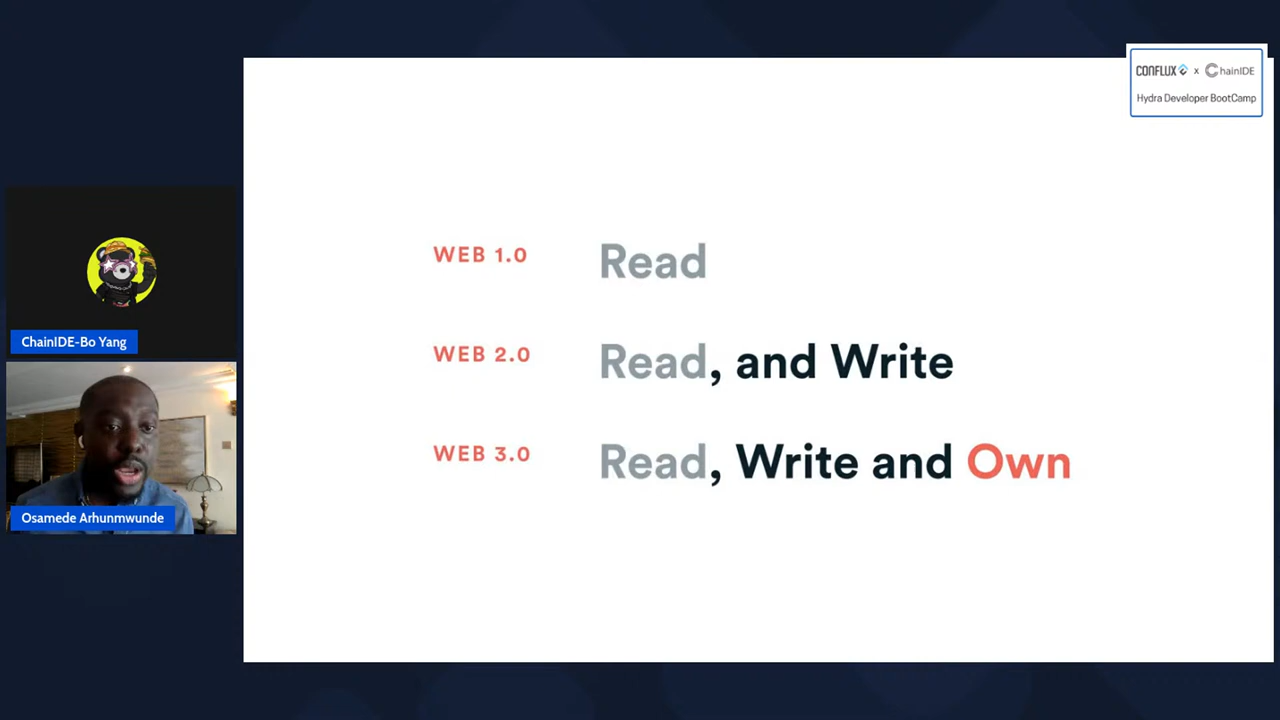 CONFLUX x ChainIDE
Hydra Developer BootCamp
WEB 1.0 Read
WEB 2.0 Read, and Write
WEB 3.0 Read, Write and Own
ChainIDE-Bo Yang
Osamede Arhunmwunde